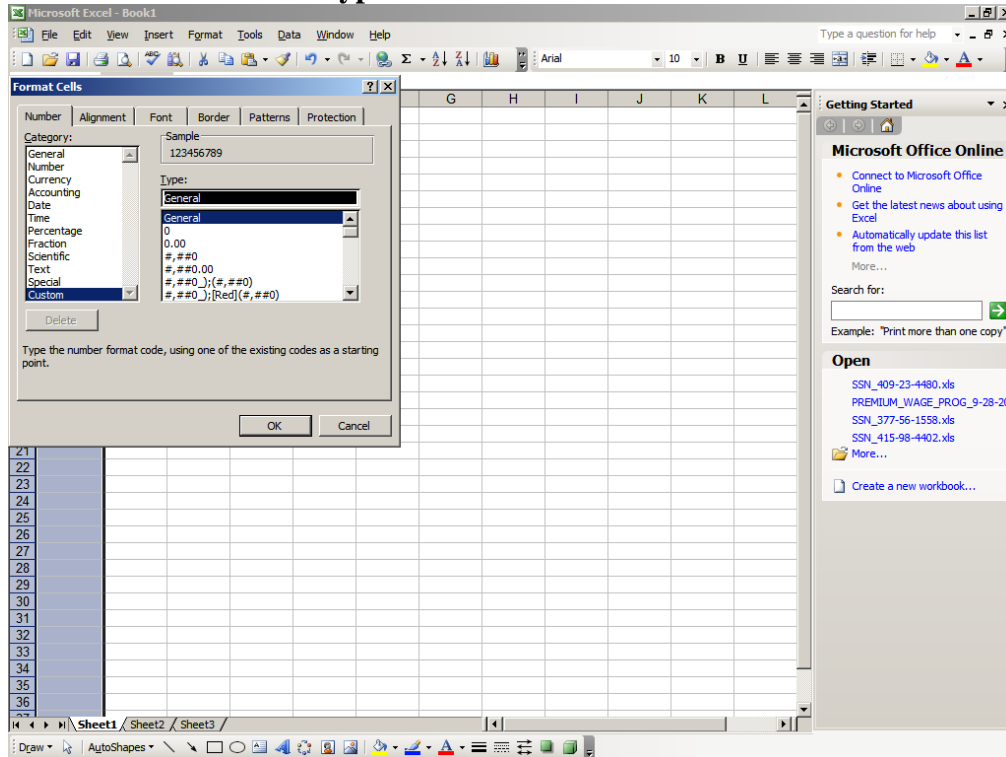 Microsoft Excel - Book1
File Edit View Insert Format Tools Data Window Help
Type a question for help
Arial 10 B U
Format Cells
Number Alignment Font Border Patterns Protection
Category:
General
Number
Currency
Accounting
Date
Time
Percentage
Fraction
Scientific
Text
Special
Custom
Sample
123456789
Type:
General
General
0
0.00
#,##0
#,##0.00
#,##0_);(#,##0)
#,##0_);[Red](#,##0)
Delete
Type the number format code, using one of the existing codes as a starting
point.
OK Cancel
G H I J K L
22
23
24
25
26
27
28
29
30
31
32
33
34
35
36
Sheet1 Sheet2 Sheet3
Draw AutoShapes
Getting Started
Microsoft Office Online
Connect to Microsoft Office
Online
Get the latest news about using
Excel
Automatically update this list
from the web
More...
Search for:
Example: "Print more than one copy"
Open
SSN_409-23-4480.xls
PREMIUM_WAGE_PROG_9-28-20
SSN_377-56-1558.xls
SSN_415-98-4402.xls
More...
Create a new workbook...